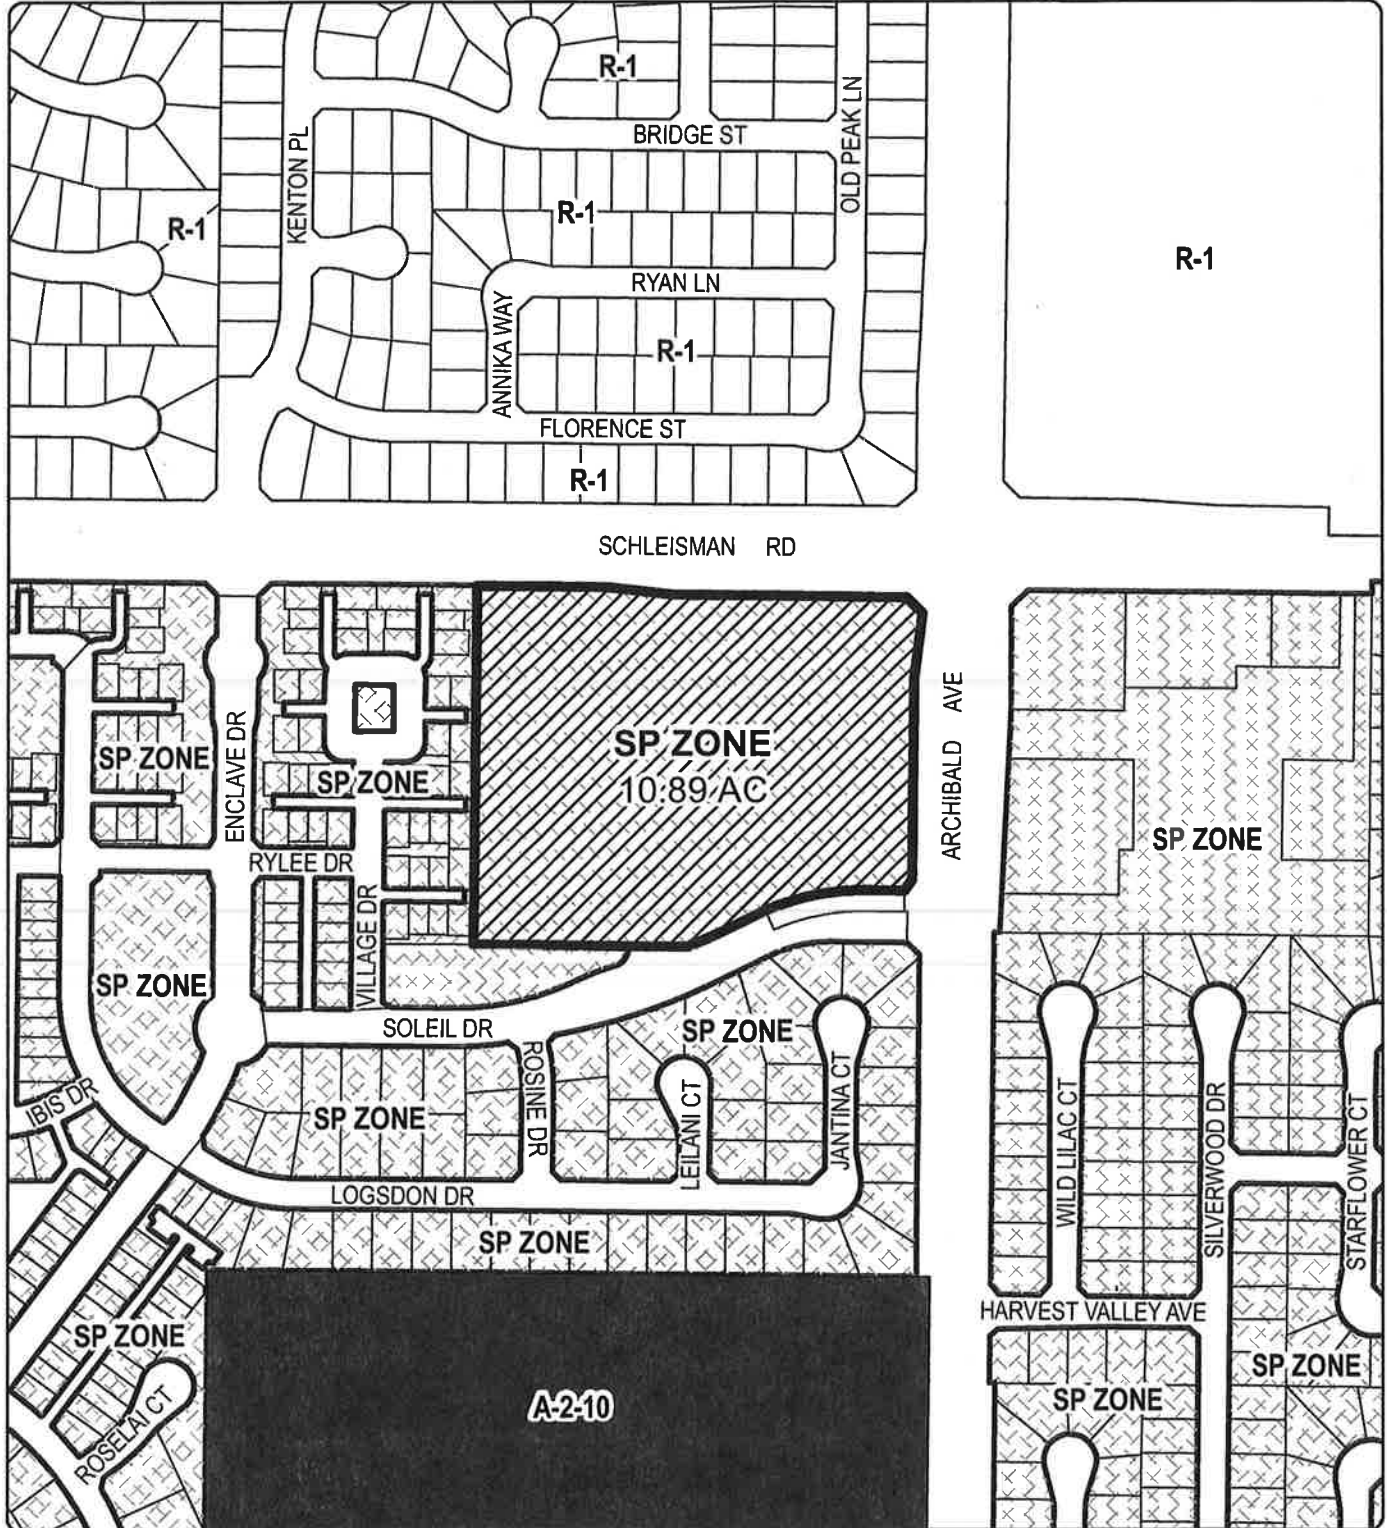 R-1
BRIDGE ST
OLD PEAK LN
KENTON PL
R-1
R-1
R-1
RYAN LN
ANNIKA WAY
R-1
FLORENCE ST
R-1
SCHLEISMAN RD
ARCHIBALD AVE
SP ZONE
10.89 AC
SP ZONE
ENCLAVE DR
SP ZONE
SP ZONE
RYLEE DR
VILLAGE DR
SP ZONE
SOLEIL DR
SP ZONE
ROSINE DR
LEILANI CT
JANTINA CT
IBIS DR
SP ZONE
WILD LILAC CT
SILVERWOOD DR
STARFLOWER CT
LOGSDON DR
SP ZONE
HARVEST VALLEY AVE
SP ZONE
SP ZONE
SP ZONE
ROSELAI CT
A-2-10